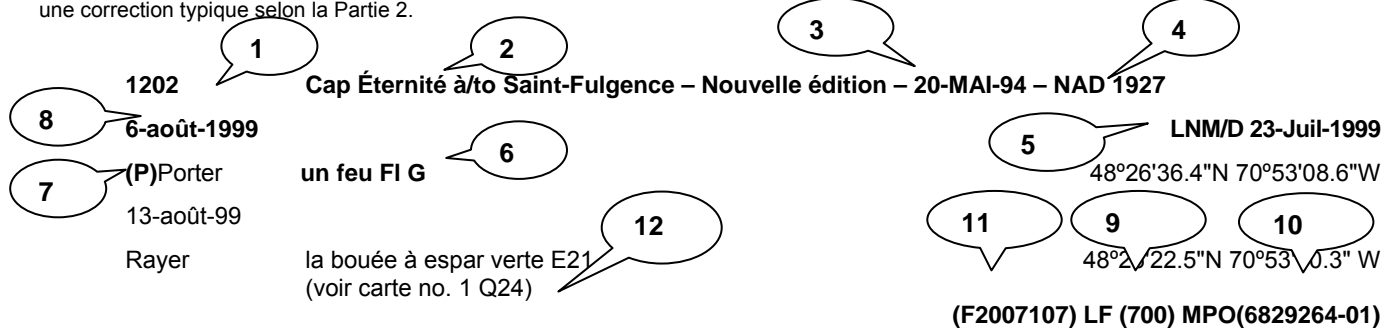 une correction typique selon la Partie 2.
1 2 3 4
1202 Cap Éternité à/to Saint-Fulgence – Nouvelle édition – 20-MAI-94 – NAD 1927
8 6-août-1999 5 LNM/D 23-Juil-1999
7 (P)Porter un feu Fl G 6 48º26'36.4"N 70º53'08.6"W
13-août-99 12 11 9 10
Rayer la bouée à espar verte E21 W
(voir carte no. 1 Q24)
(F2007107) LF (700) MPO(6829264-01)